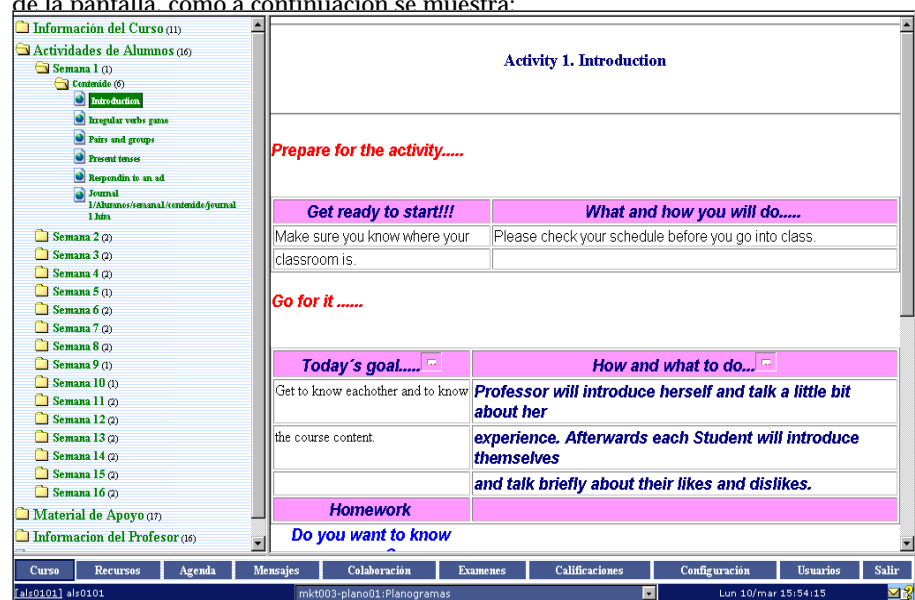 de la pantalla, como a continuación se muestra:
Información del Curso (11)
Actividades de Alumnos (16)
Semana 1 (1)
Contenido (6)
Introduction
Irregular verbs game
Pairs and groups
Present tenses
Respondin to an ad
Journal
1/Alumnos/semana1/contenido/journal
1.htm
Semana 2 (2)
Semana 3 (2)
Semana 4 (2)
Semana 5 (1)
Semana 6 (2)
Semana 7 (2)
Semana 8 (2)
Semana 9 (1)
Semana 10 (1)
Semana 11 (2)
Semana 12 (2)
Semana 13 (2)
Semana 14 (2)
Semana 15 (2)
Semana 16 (2)
Material de Apoyo (17)
Informacion del Profesor (16)
Activity 1. Introduction
Prepare for the activity.....
Get ready to start!!! What and how you will do.....
Make sure you know where your Please check your schedule before you go into class.
classroom is.
Go for it ......
Today´s goal..... How and what to do...
Get to know eachother and to know Professor will introduce herself and talk a little bit
about her
the course content. experience. Afterwards each Student will introduce
themselves
and talk briefly about their likes and dislikes.
Homework
Do you want to know
Curso Recursos Agenda Mensajes Colaboración Examenes Calificaciones Configuración Usuarios Salir
[als0101] als0101 mkt003-plano01:Planogramas Lun 10/mar 15:54:15